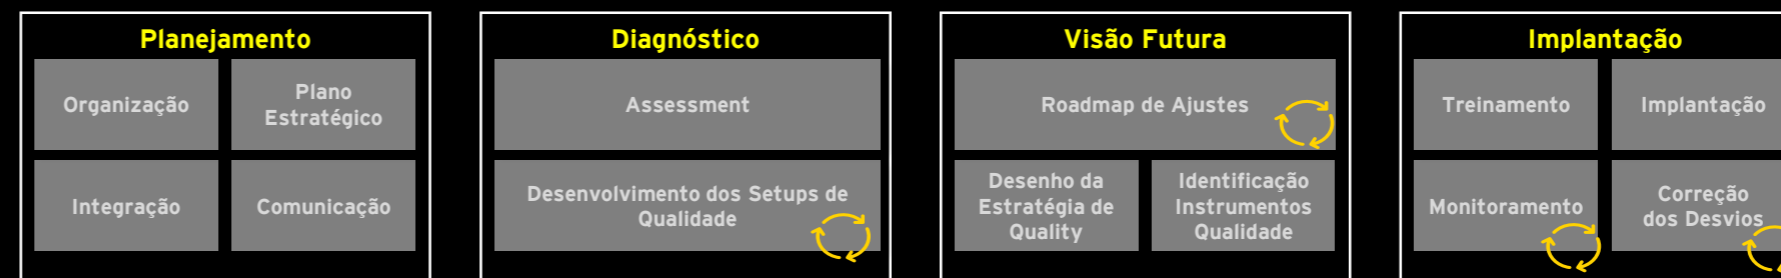 Planejamento
Organização
Plano
Estratégico
Integração
Comunicação
Diagnóstico
Assessment
Desenvolvimento dos Setups de
Qualidade
Visão Futura
Roadmap de Ajustes
Desenho da
Estratégia de
Quality
Identificação
Instrumentos
Qualidade
Implantação
Treinamento
Implantação
Monitoramento
Correção
dos Desvios